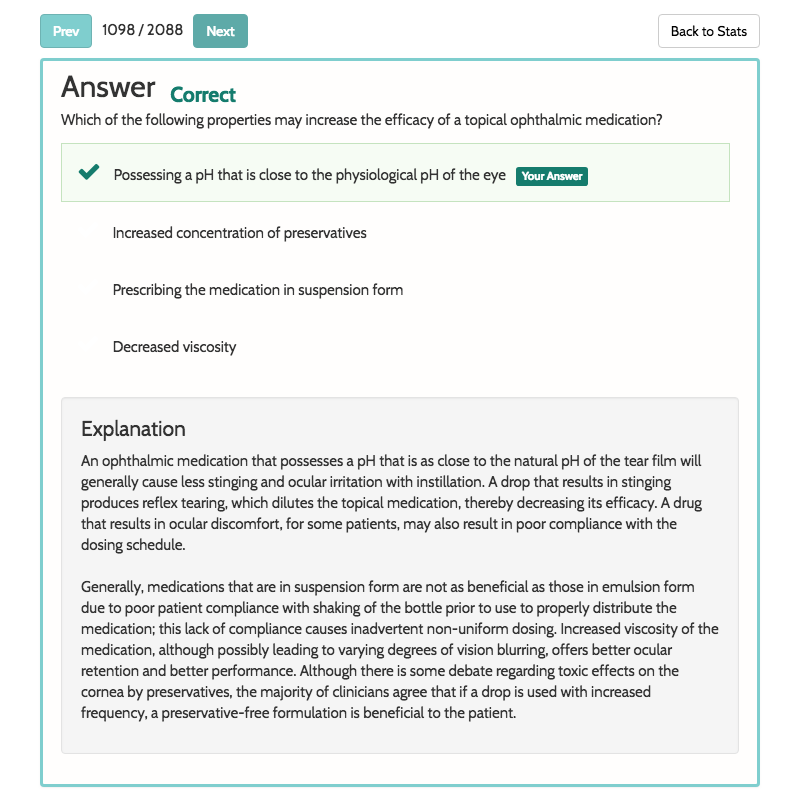 Prev 1098 / 2088 Next Back to Stats
Answer Correct
Which of the following properties may increase the efficacy of a topical ophthalmic medication?
Possessing a pH that is close to the physiological pH of the eye Your Answer
Increased concentration of preservatives
Prescribing the medication in suspension form
Decreased viscosity
Explanation
An ophthalmic medication that possesses a pH that is as close to the natural pH of the tear film will
generally cause less stinging and ocular irritation with instillation. A drop that results in stinging
produces reflex tearing, which dilutes the topical medication, thereby decreasing its efficacy. A drug
that results in ocular discomfort, for some patients, may also result in poor compliance with the
dosing schedule.
Generally, medications that are in suspension form are not as beneficial as those in emulsion form
due to poor patient compliance with shaking of the bottle prior to use to properly distribute the
medication; this lack of compliance causes inadvertent non-uniform dosing. Increased viscosity of the
medication, although possibly leading to varying degrees of vision blurring, offers better ocular
retention and better performance. Although there is some debate regarding toxic effects on the
cornea by preservatives, the majority of clinicians agree that if a drop is used with increased
frequency, a preservative-free formulation is beneficial to the patient.